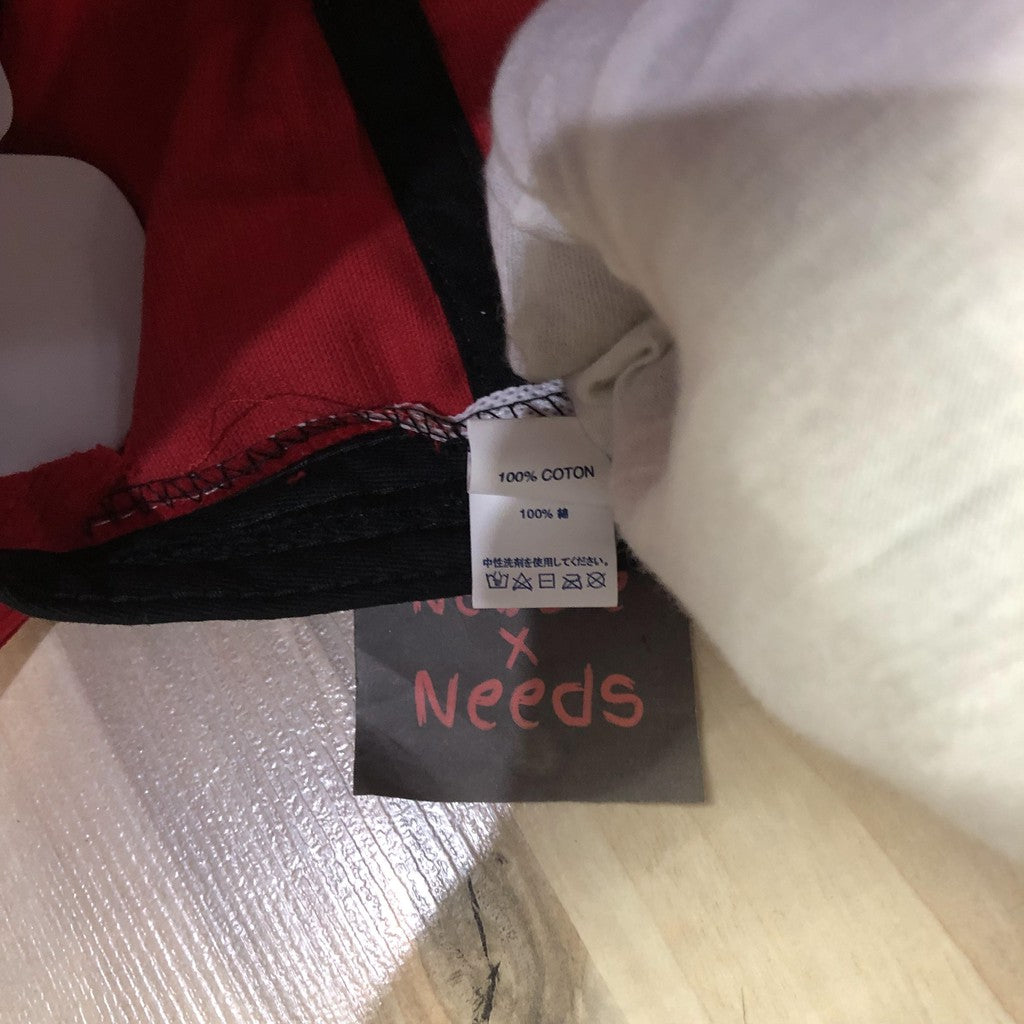 100% COTON
100% 綿
中性洗剤を使用してください。
x
Needs